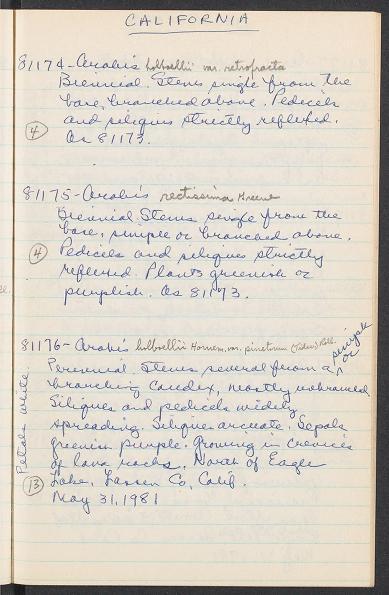 CALIFORNIA
81174- Arabis holboellii var. retrofracta
Biennial. Stems single from the
base, branched above. Pedicels
and siliques strictly reflexed.
As 81173.
4
81175- Arabis rectissima Greene
Biennial. Stems single from the
base, simple or branched above.
Pedicels and siliques strictly
reflexed. Plants greenish or
purplish. As 81173.
4
81176- Arabis holboellii Hornem. var. pinetorum (Tidestr.) Roll.
Perennial. Stems several from a simple or
branching caudex, mostly unbranched.
Siliques and pedicels widely
spreading. Siliques arcuate. Sepals
greenish purple. Growing in crevices
of lava rocks. North of Eagle
Lake, Lassen Co., Calif.
May 31, 1981
Petals white.
13